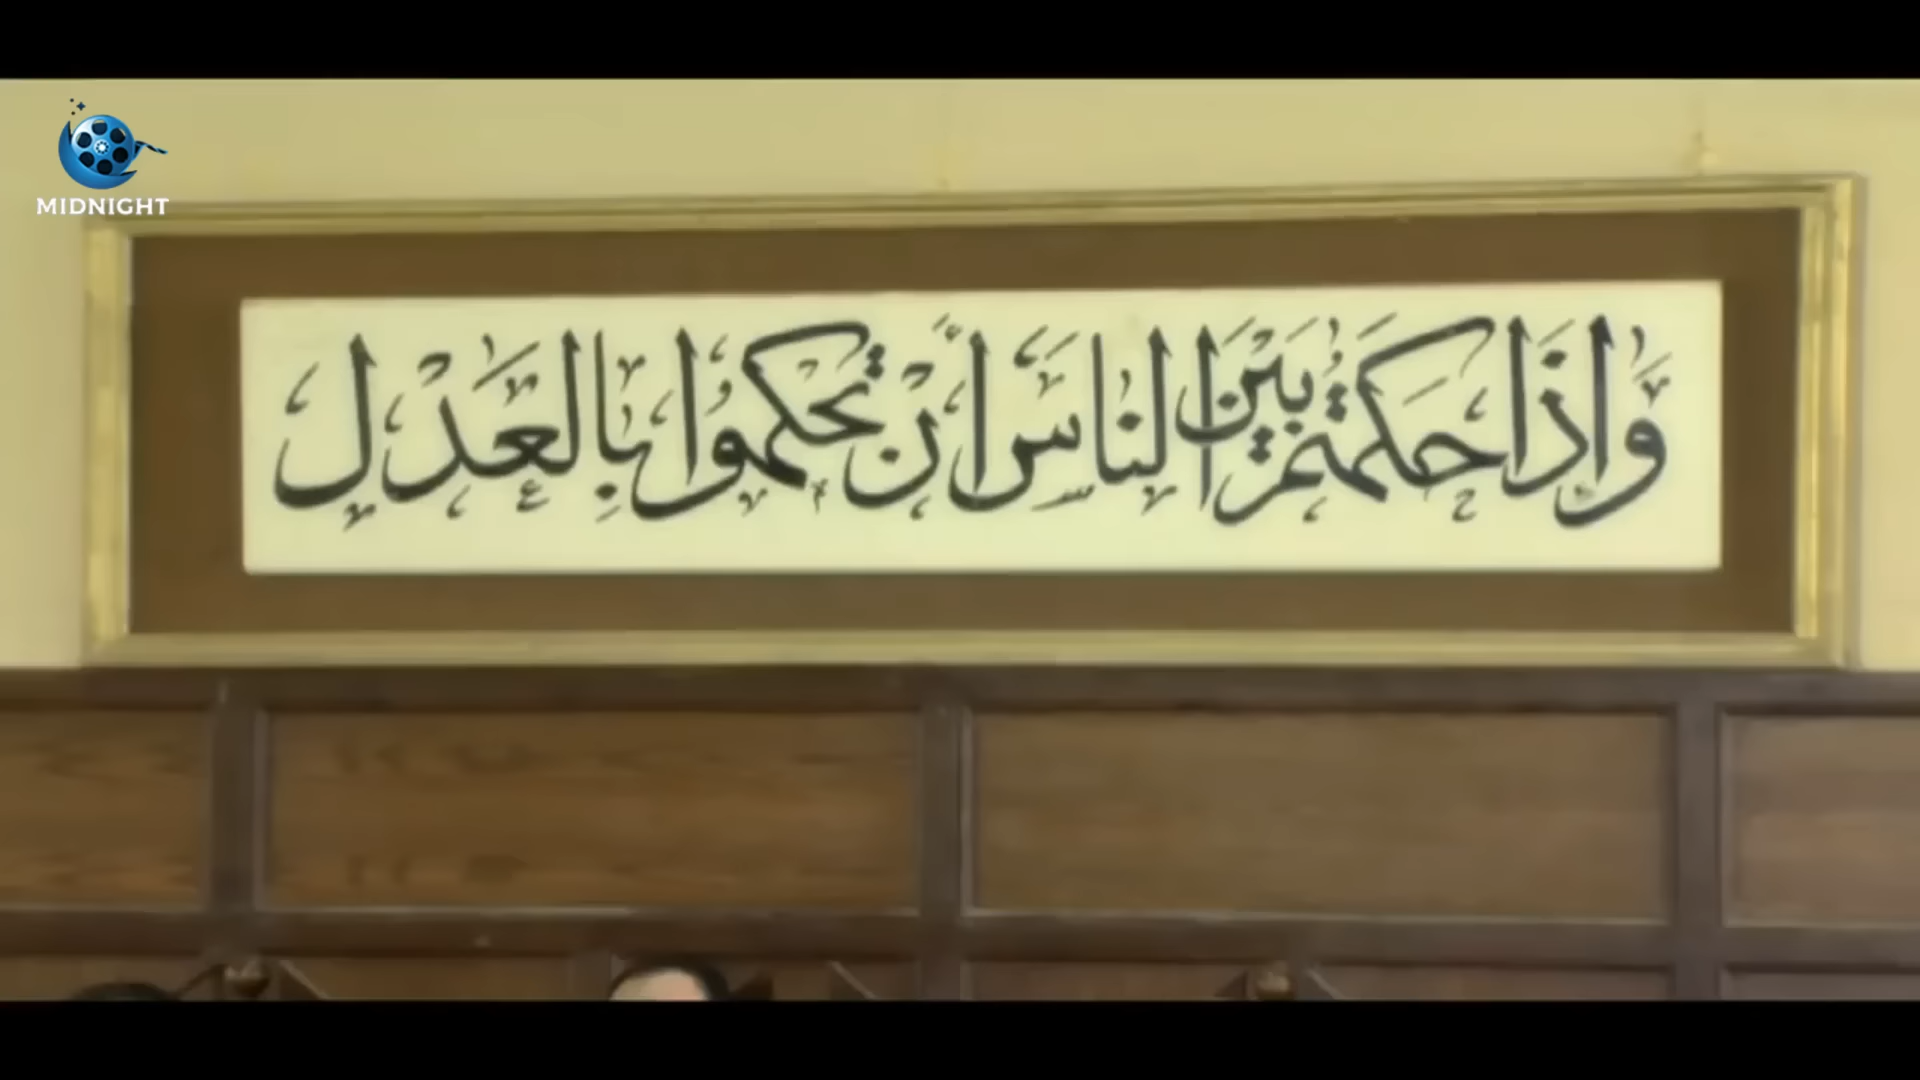 MIDNIGHT
وَإِذَا حَكَمْتُمْ بَيْنَ النَّاسِ أَنْ تَحْكُمُوا بِالْعَدْلِ